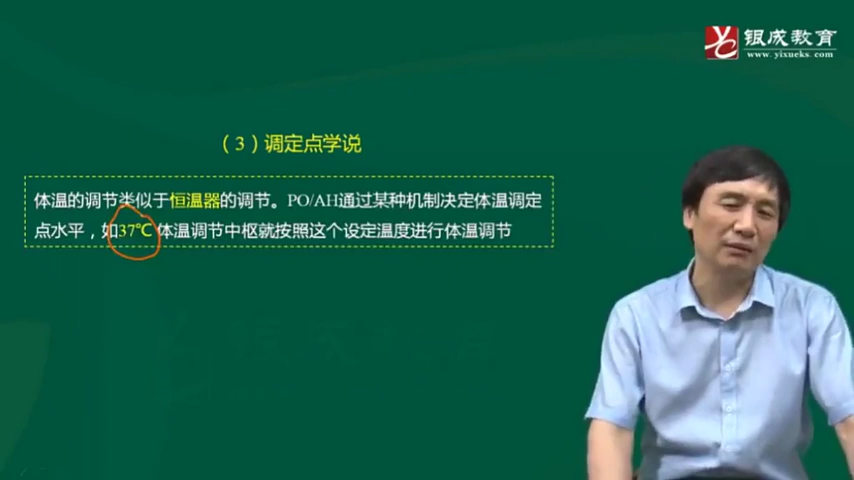 YC 银成教育
www.yixueks.com
（3）调定点学说
体温的调节类似于恒温器的调节。PO/AH通过某种机制决定体温调定
点水平，如37℃ 体温调节中枢就按照这个设定温度进行体温调节